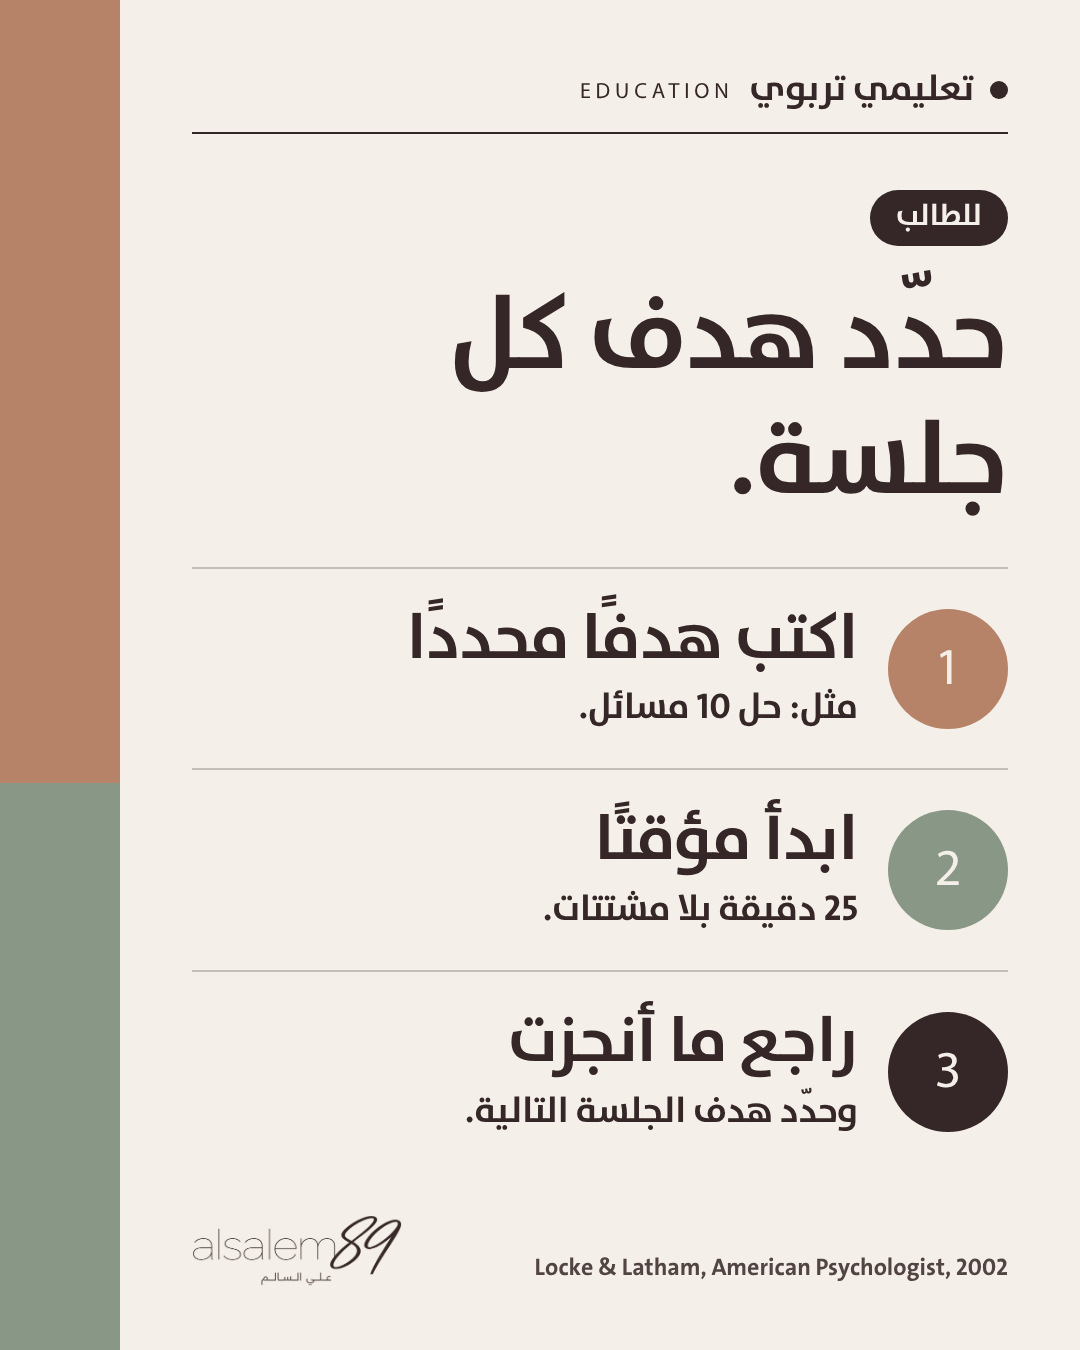 تعليمي تربوي EDUCATION
للطالب
حدّد هدف كل
جلسة.
1
اكتب هدفًا محددًا
مثل: حل 10 مسائل.
2
ابدأ مؤقتًا
25 دقيقة بلا مشتتات.
3
راجع ما أنجزت
وحدّد هدف الجلسة التالية.
Locke & Latham, American Psychologist, 2002
alsalem89
علي السالم